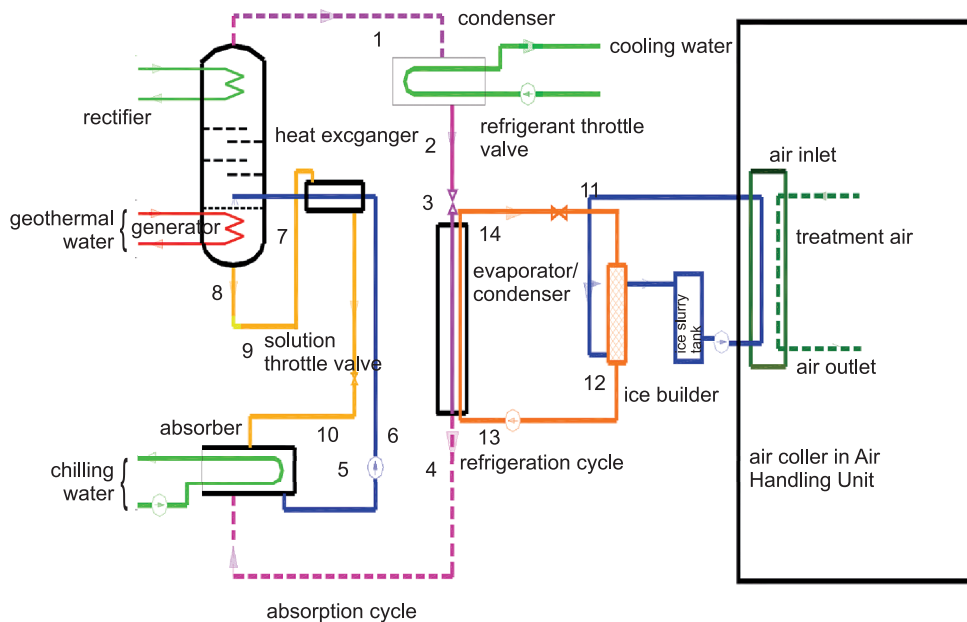 condenser
1
cooling water
rectifier
heat excganger
2
refrigerant throttle
valve
air inlet
11
3
geothermal
water
generator
7
14
treatment air
evaporator/
condenser
8
ice slurry
tank
9
solution
throttle valve
air outlet
12
ice builder
absorber
10
6
13
5
4
refrigeration cycle
chilling
water
air coller in Air
Handling Unit
absorption cycle